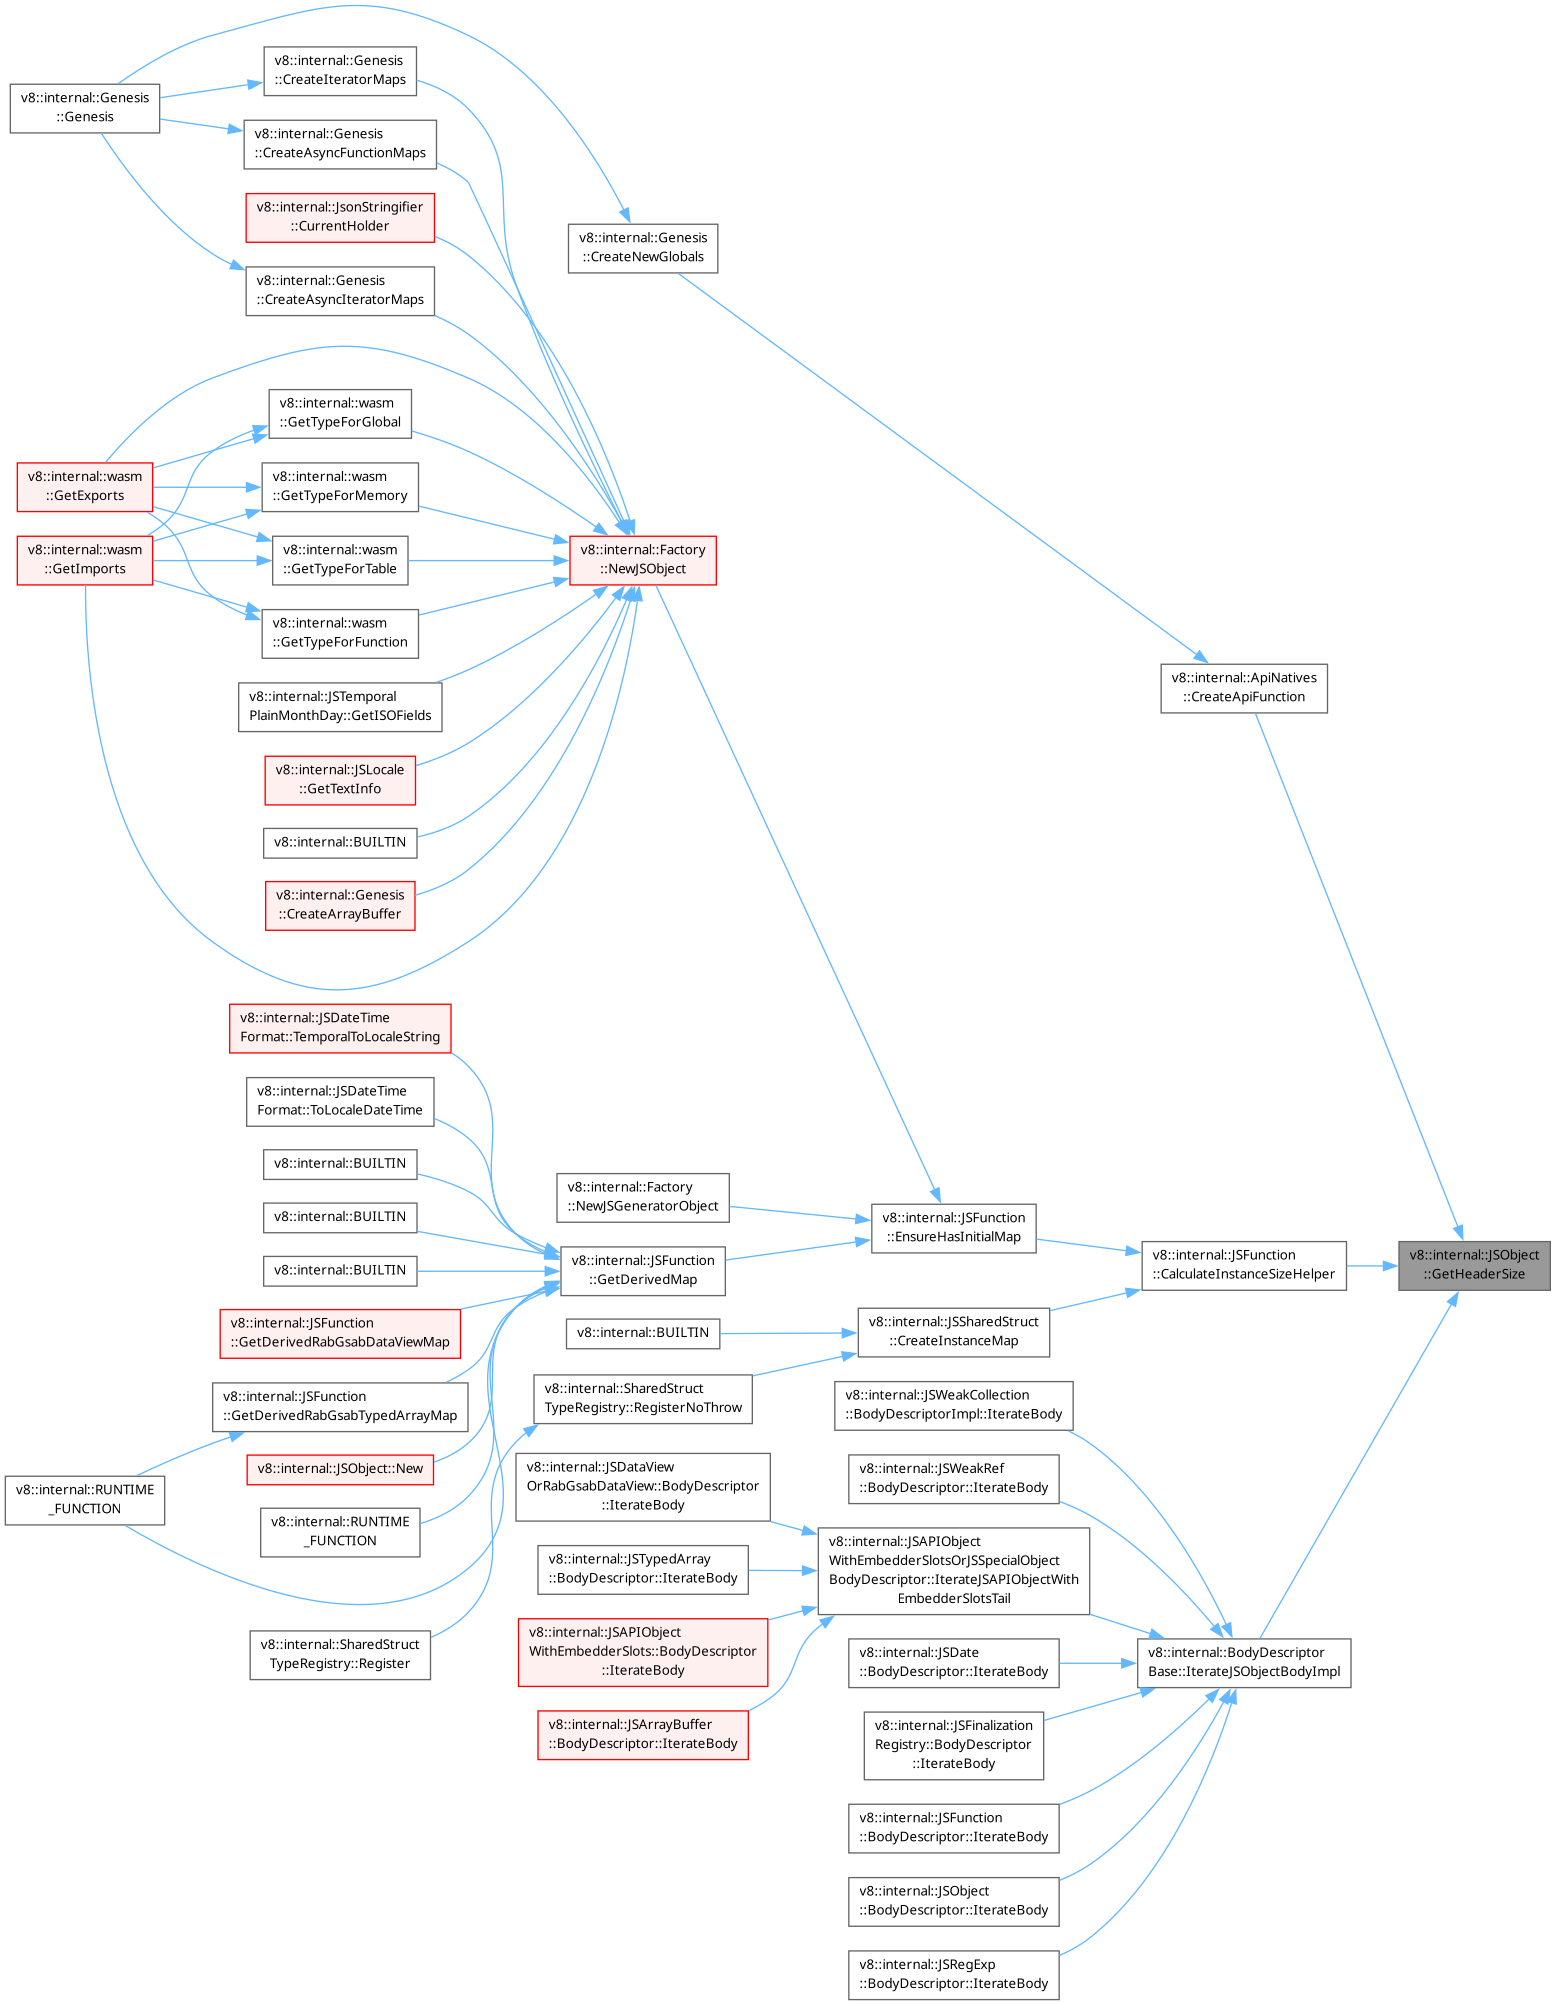 v8::internal::Genesis
::Genesis
v8::internal::Genesis
::CreateIteratorMaps
v8::internal::Genesis
::CreateAsyncFunctionMaps
v8::internal::JsonStringifier
::CurrentHolder
v8::internal::Genesis
::CreateAsyncIteratorMaps
v8::internal::Genesis
::CreateNewGlobals
v8::internal::wasm
::GetExports
v8::internal::wasm
::GetImports
v8::internal::wasm
::GetTypeForGlobal
v8::internal::wasm
::GetTypeForMemory
v8::internal::wasm
::GetTypeForTable
v8::internal::wasm
::GetTypeForFunction
v8::internal::JSTemporal
PlainMonthDay::GetISOFields
v8::internal::JSLocale
::GetTextInfo
v8::internal::BUILTIN
v8::internal::Genesis
::CreateArrayBuffer
v8::internal::Factory
::NewJSObject
v8::internal::ApiNatives
::CreateApiFunction
v8::internal::JSDateTime
Format::TemporalToLocaleString
v8::internal::JSDateTime
Format::ToLocaleDateTime
v8::internal::BUILTIN
v8::internal::BUILTIN
v8::internal::BUILTIN
v8::internal::JSFunction
::GetDerivedRabGsabDataViewMap
v8::internal::JSFunction
::GetDerivedRabGsabTypedArrayMap
v8::internal::JSObject::New
v8::internal::RUNTIME
_FUNCTION
v8::internal::RUNTIME
_FUNCTION
v8::internal::SharedStruct
TypeRegistry::Register
v8::internal::Factory
::NewJSGeneratorObject
v8::internal::JSFunction
::GetDerivedMap
v8::internal::BUILTIN
v8::internal::SharedStruct
TypeRegistry::RegisterNoThrow
v8::internal::JSDataView
OrRabGsabDataView::BodyDescriptor
::IterateBody
v8::internal::JSTypedArray
::BodyDescriptor::IterateBody
v8::internal::JSAPIObject
WithEmbedderSlots::BodyDescriptor
::IterateBody
v8::internal::JSArrayBuffer
::BodyDescriptor::IterateBody
v8::internal::JSFunction
::EnsureHasInitialMap
v8::internal::JSSharedStruct
::CreateInstanceMap
v8::internal::JSWeakCollection
::BodyDescriptorImpl::IterateBody
v8::internal::JSWeakRef
::BodyDescriptor::IterateBody
v8::internal::JSAPIObject
WithEmbedderSlotsOrJSSpecialObject
BodyDescriptor::IterateJSAPIObjectWith
EmbedderSlotsTail
v8::internal::JSDate
::BodyDescriptor::IterateBody
v8::internal::JSFinalization
Registry::BodyDescriptor
::IterateBody
v8::internal::JSFunction
::BodyDescriptor::IterateBody
v8::internal::JSObject
::BodyDescriptor::IterateBody
v8::internal::JSRegExp
::BodyDescriptor::IterateBody
v8::internal::JSFunction
::CalculateInstanceSizeHelper
v8::internal::BodyDescriptor
Base::IterateJSObjectBodyImpl
v8::internal::JSObject
::GetHeaderSize